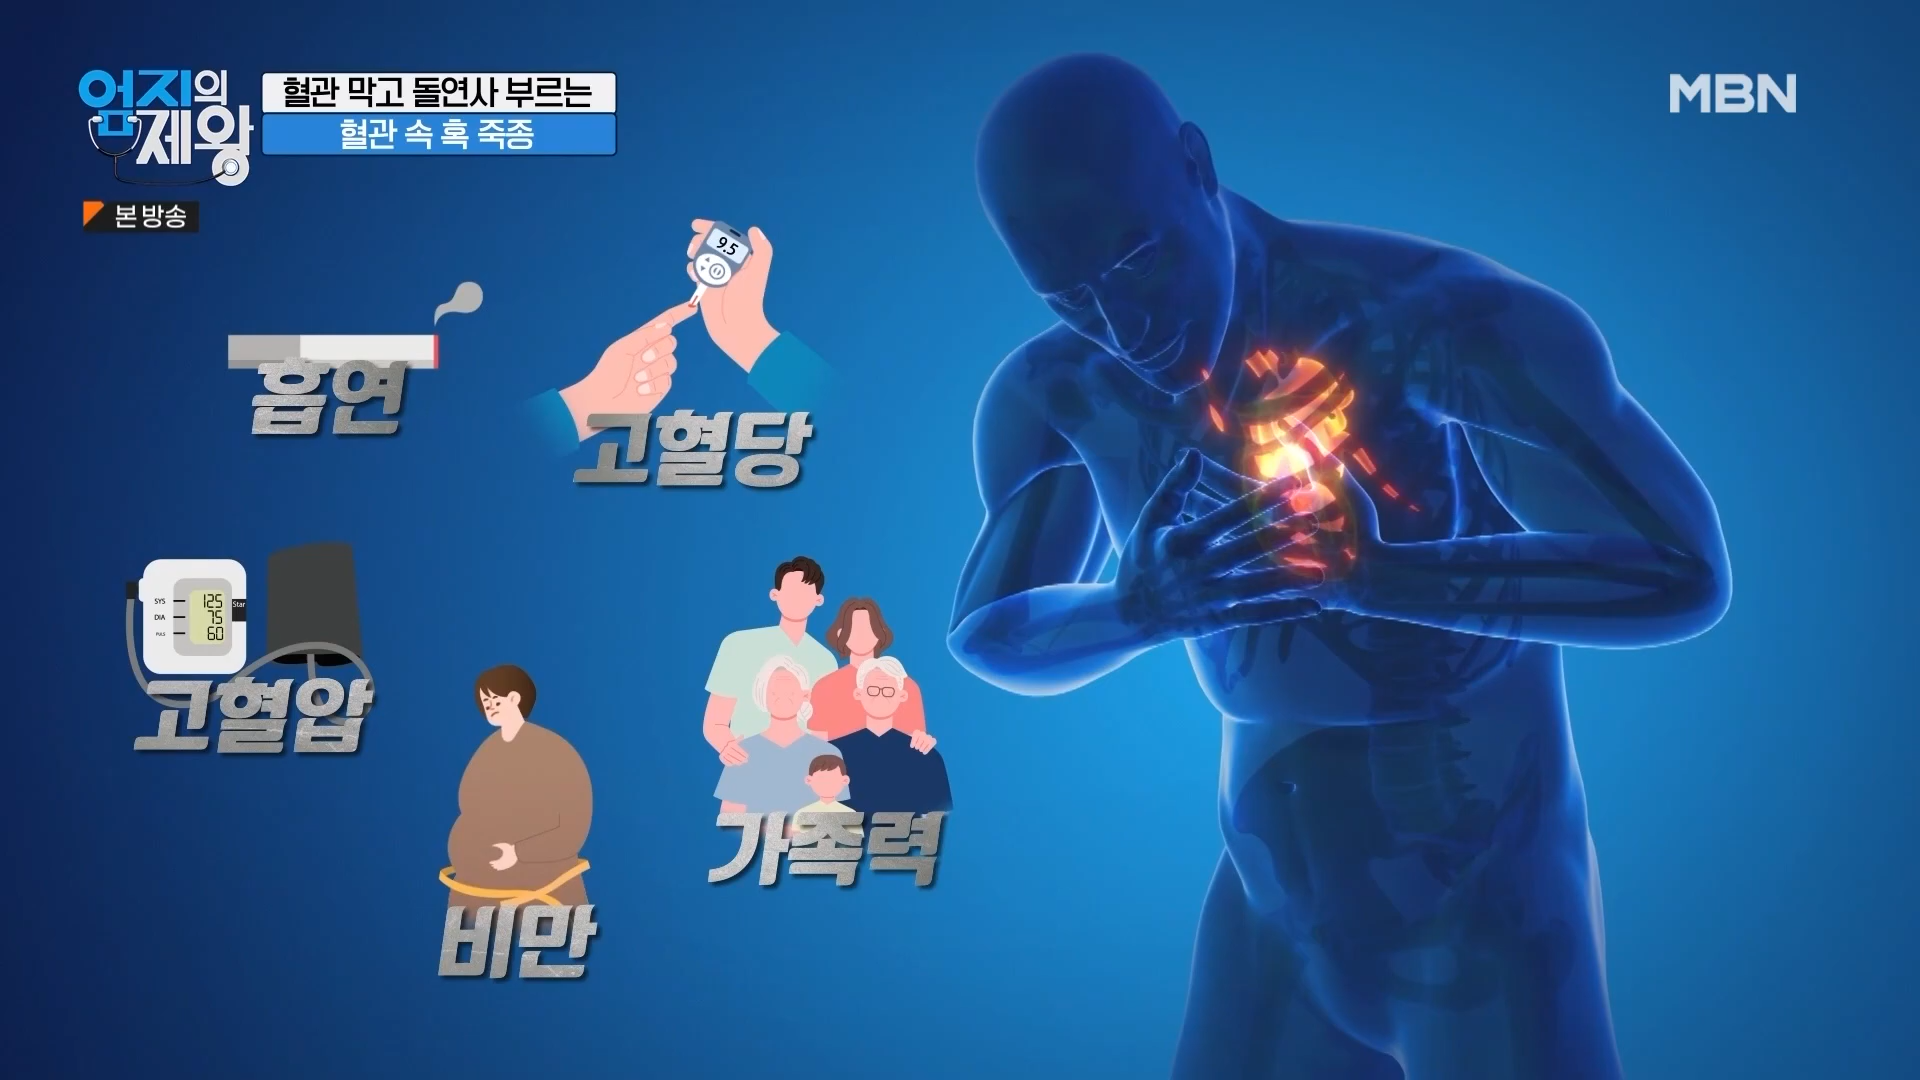 엄지의
제왕
혈관 막고 돌연사 부르는
혈관 속 혹 죽종
MBN
본 방송
9.5
흡연
고혈당
SYS 125
Star
DIA 75
PULS 60
고혈압
가족력
비만